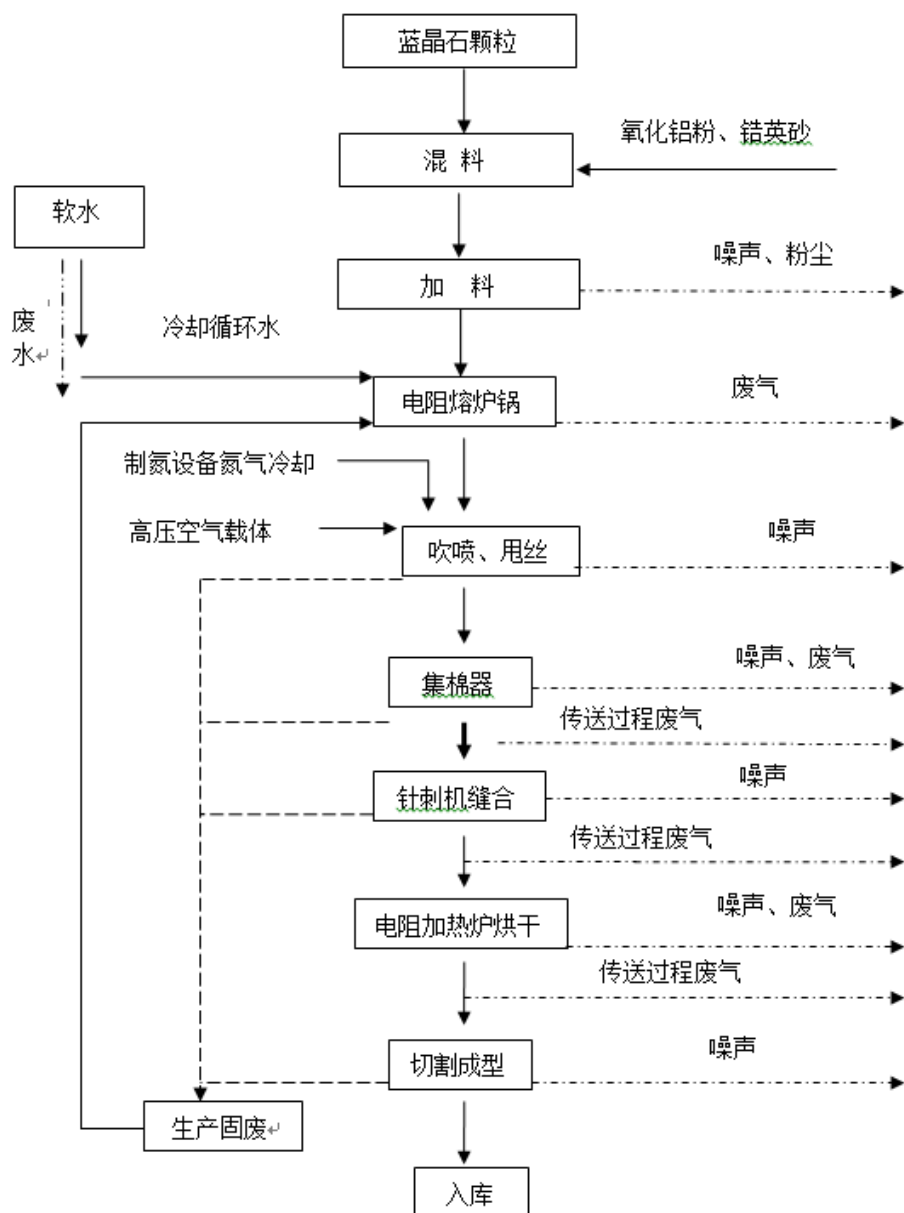 蓝晶石颗粒
氧化铝粉、锆英砂
混 料
软水
噪声、粉尘
加 料
废
水
冷却循环水
废气
电阻熔炉锅
制氮设备氮气冷却
高压空气载体
噪声
吹喷、甩丝
噪声、废气
集棉器
传送过程废气
噪声
针刺机缝合
传送过程废气
噪声、废气
电阻加热炉烘干
传送过程废气
噪声
切割成型
生产固废
入库